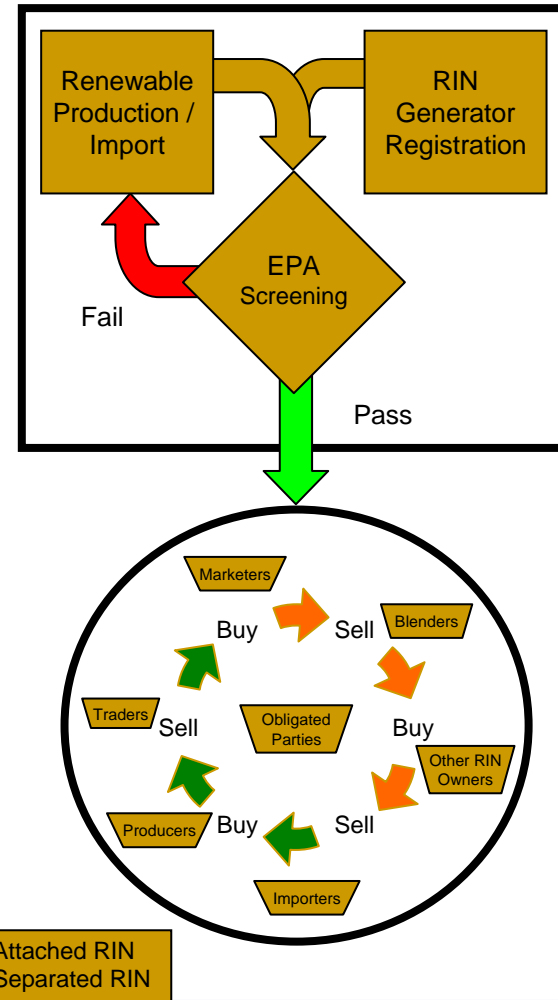 Renewable
Production /
Import
RIN
Generator
Registration
EPA
Screening
Fail
Pass
Marketers
Buy
Sell
Blenders
Traders
Sell
Obligated
Parties
Buy
Other RIN
Owners
Producers
Buy
Sell
Importers
Attached RIN
Separated RIN